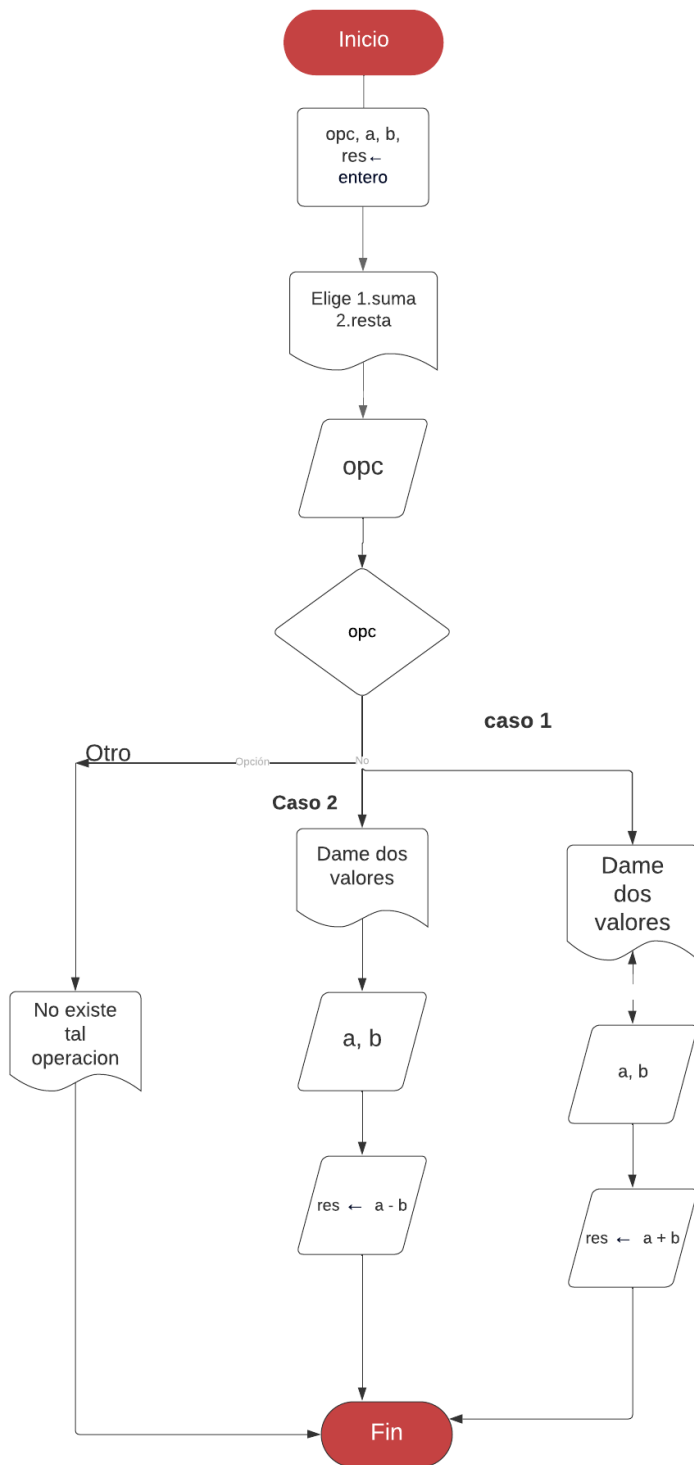 Inicio
opc, a, b,
res←
entero
Elige 1.suma
2.resta
opc
opc
caso 1
Otro
Opción
No
Caso 2
Dame dos
valores
Dame
dos
valores
No existe
tal
operacion
a, b
a, b
res ← a - b
res ← a + b
Fin